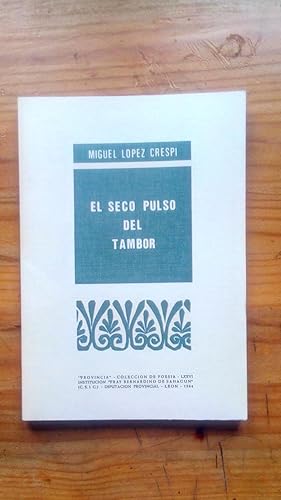 MIGUEL LOPEZ CRESPI
EL SECO PULSO
DEL
TAMBOR
"PROVINCIA" - COLECCION DE POESIA - LXXVI
INSTITUCION "FRAY BERNARDINO DE SAHAGUN"
(C. S. I. C.) - DIPUTACION PROVINCIAL - LEON - 1984